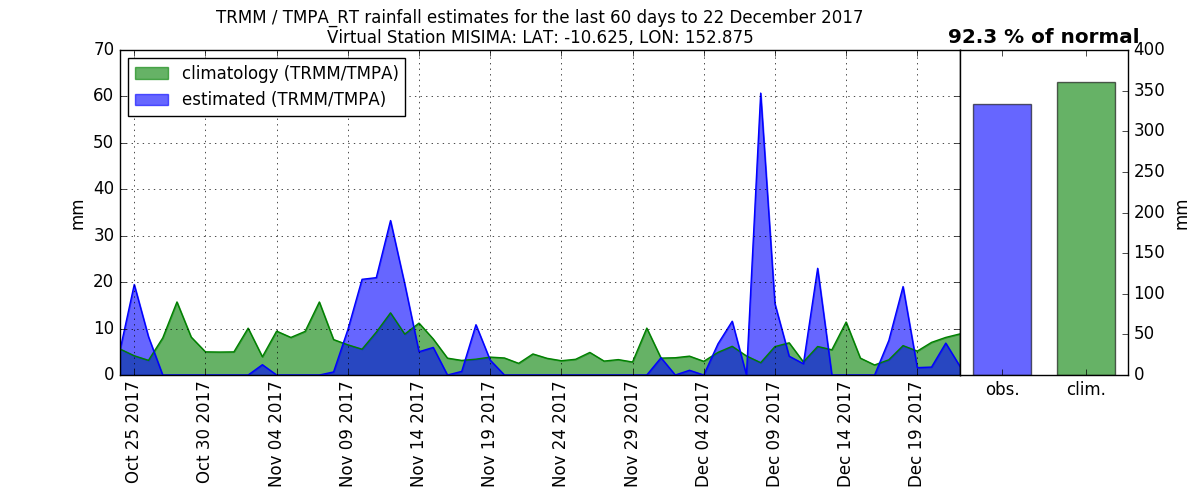 TRMM / TMPA_RT rainfall estimates for the last 60 days to 22 December 2017
Virtual Station MISIMA: LAT: -10.625, LON: 152.875
92.3 % of normal
climatology (TRMM/TMPA)
estimated (TRMM/TMPA)
70
60
50
40
30
20
10
0
mm
Oct 25 2017
Oct 30 2017
Nov 04 2017
Nov 09 2017
Nov 14 2017
Nov 19 2017
Nov 24 2017
Nov 29 2017
Dec 04 2017
Dec 09 2017
Dec 14 2017
Dec 19 2017
obs.
clim.
400
350
300
250
200
150
100
50
0
mm